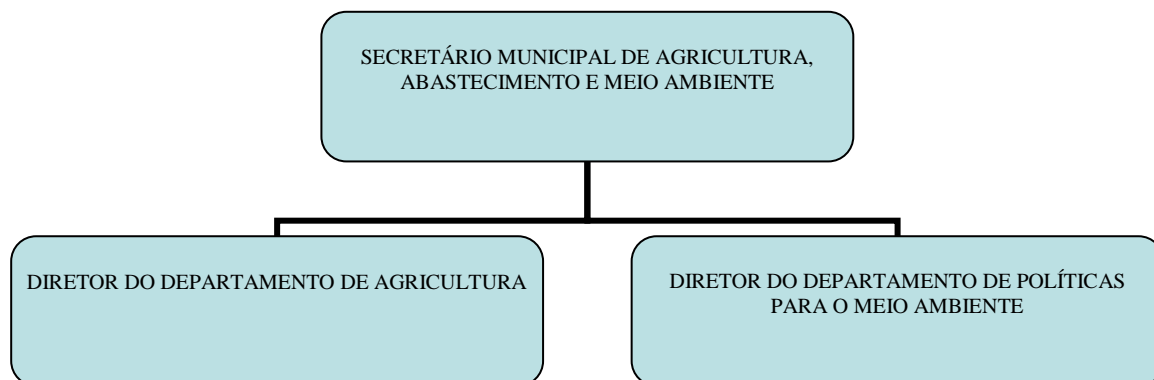 SECRETÁRIO MUNICIPAL DE AGRICULTURA,
ABASTECIMENTO E MEIO AMBIENTE
DIRETOR DO DEPARTAMENTO DE AGRICULTURA
DIRETOR DO DEPARTAMENTO DE POLÍTICAS
PARA O MEIO AMBIENTE